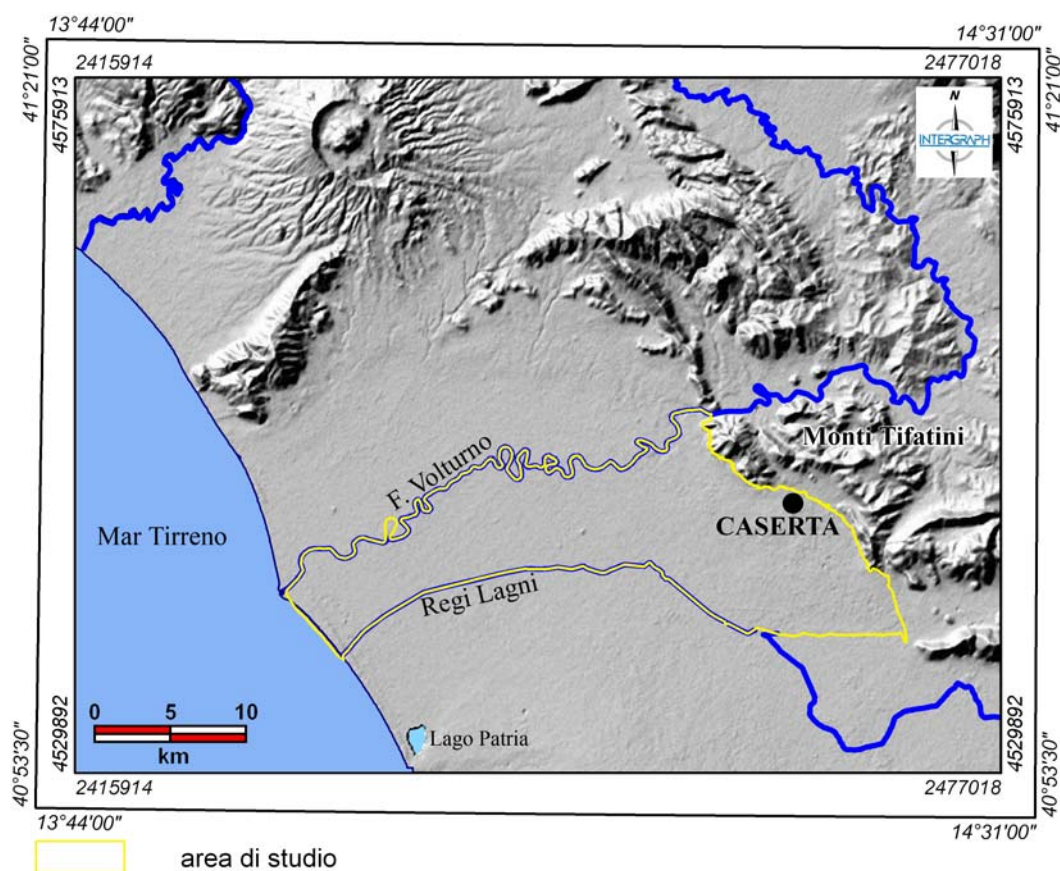 13°44'00"
14°31'00"
2415914
2477018
41°21'00"
4575913
4575913
41°21'00"
N
INTERGRAPH
Monti Tifatini
F. Volturno
CASERTA
Mar Tirreno
Regi Lagni
0 5 10
km
Lago Patria
4529892
40°53'30"
4529892
40°53'30"
2415914
2477018
13°44'00"
14°31'00"
area di studio